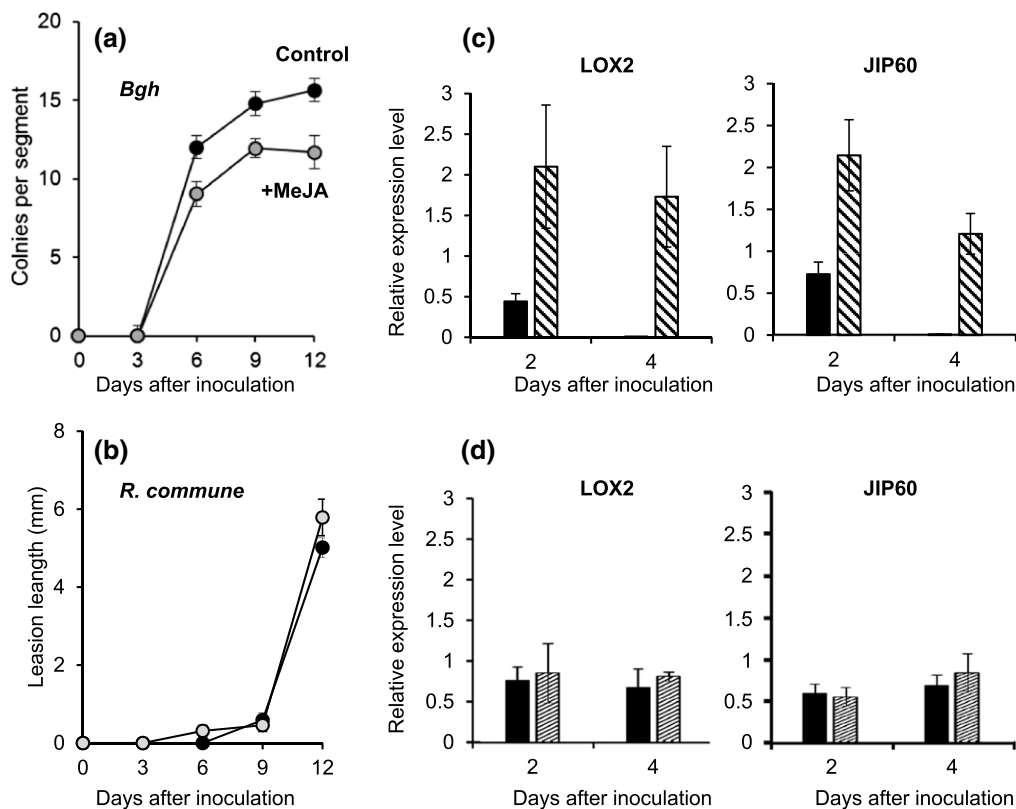 (a)
Bgh
Control
+MeJA
Colnies per segment
20
15
10
5
0
0 3 6 9 12
Days after inoculation
(b)
R. commune
Leasion leangth (mm)
8
6
4
2
0
0 3 6 9 12
Days after inoculation
(c)
LOX2
Relative expression level
3
2.5
2
1.5
1
0.5
0
2 4
Days after inoculation
JIP60
3
2.5
2
1.5
1
0.5
0
2 4
Days after inoculation
(d)
LOX2
Relative expression level
3
2.5
2
1.5
1
0.5
0
2 4
Days after inoculation
JIP60
3
2.5
2
1.5
1
0.5
0
2 4
Days after inoculation